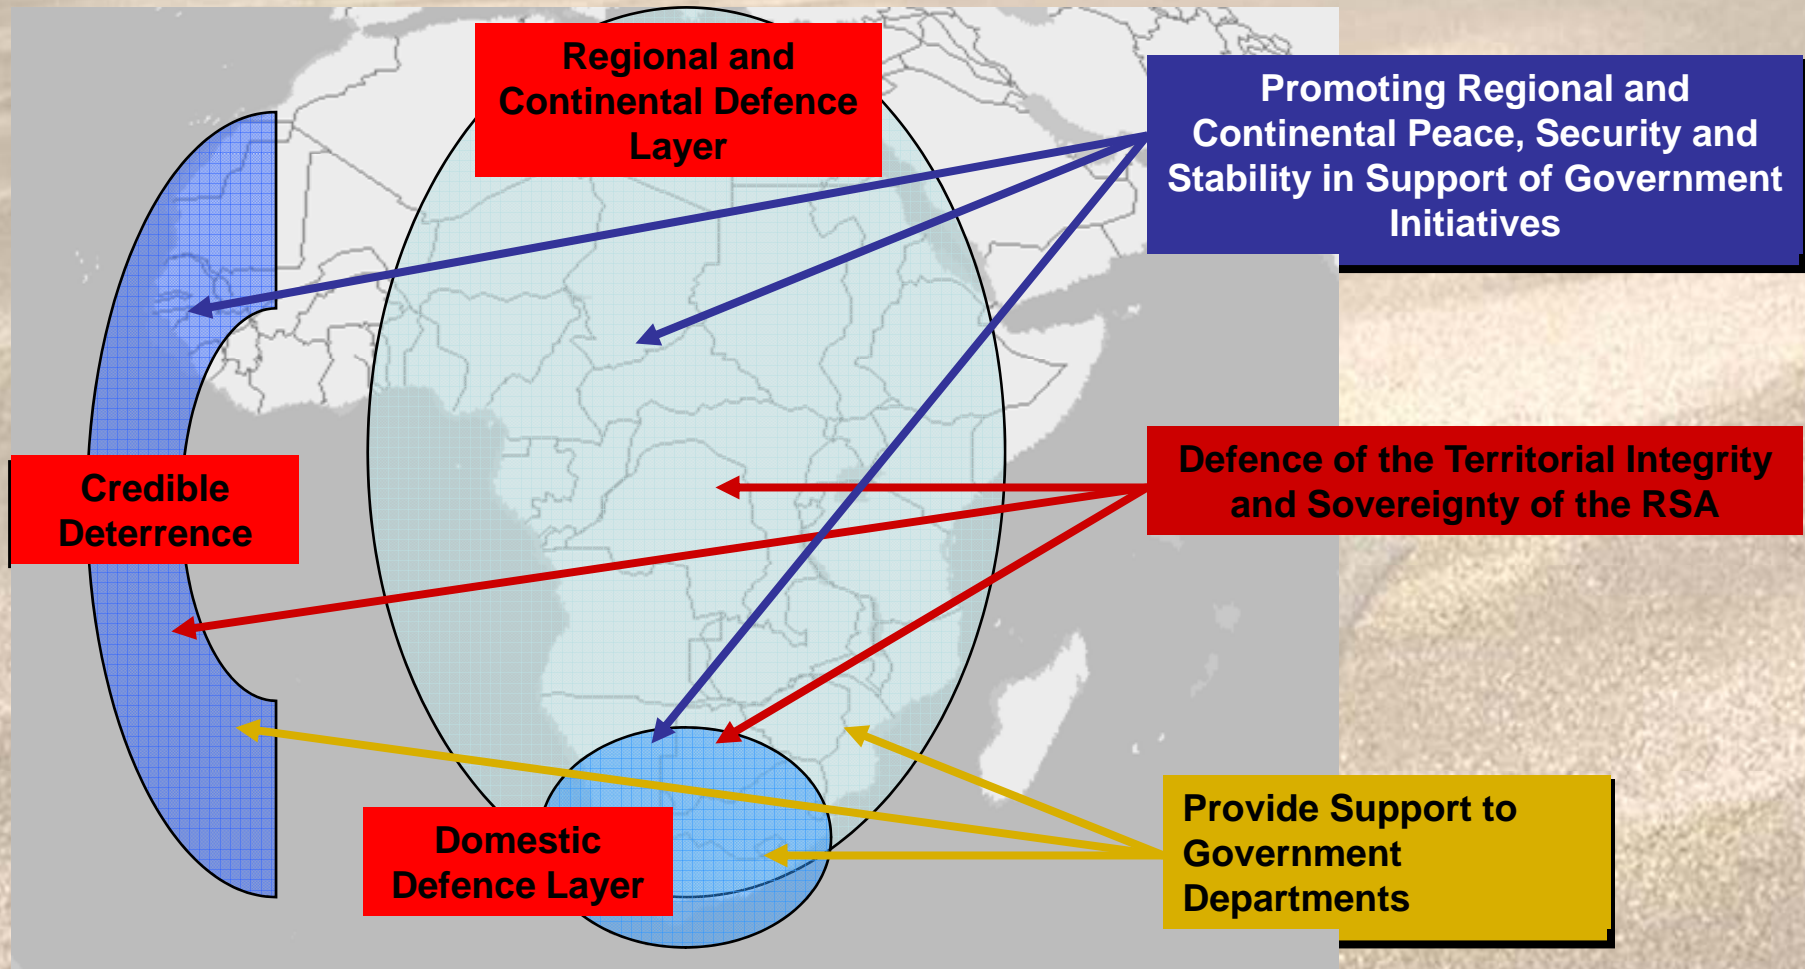 Regional and
Continental Defence
Layer
Promoting Regional and
Continental Peace, Security and
Stability in Support of Government
Initiatives
Credible
Deterrence
Defence of the Territorial Integrity
and Sovereignty of the RSA
Domestic
Defence Layer
Provide Support to
Government
Departments